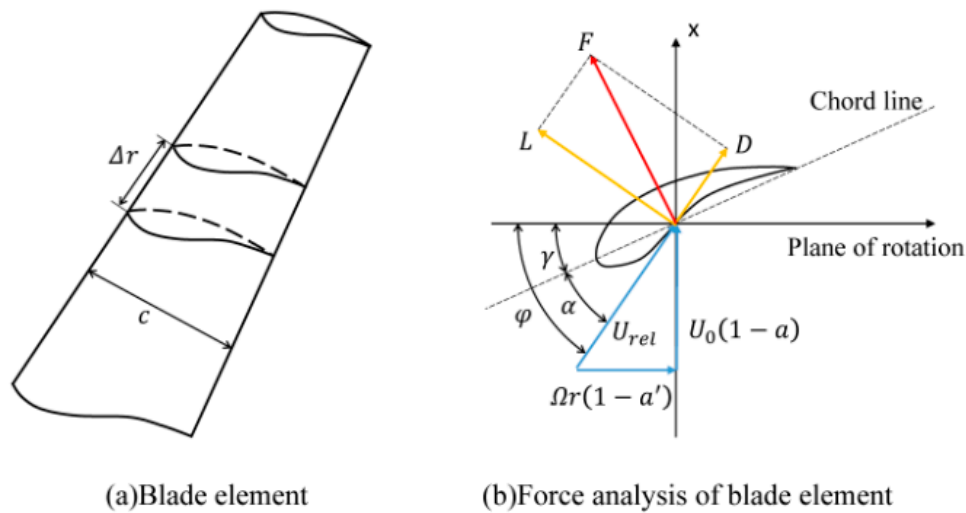 Δr
c
(a)Blade element
x
F
Chord line
L
D
Plane of rotation
γ
α
φ
U_rel
U_0(1 − a)
Ωr(1 − a′)
(b)Force analysis of blade element